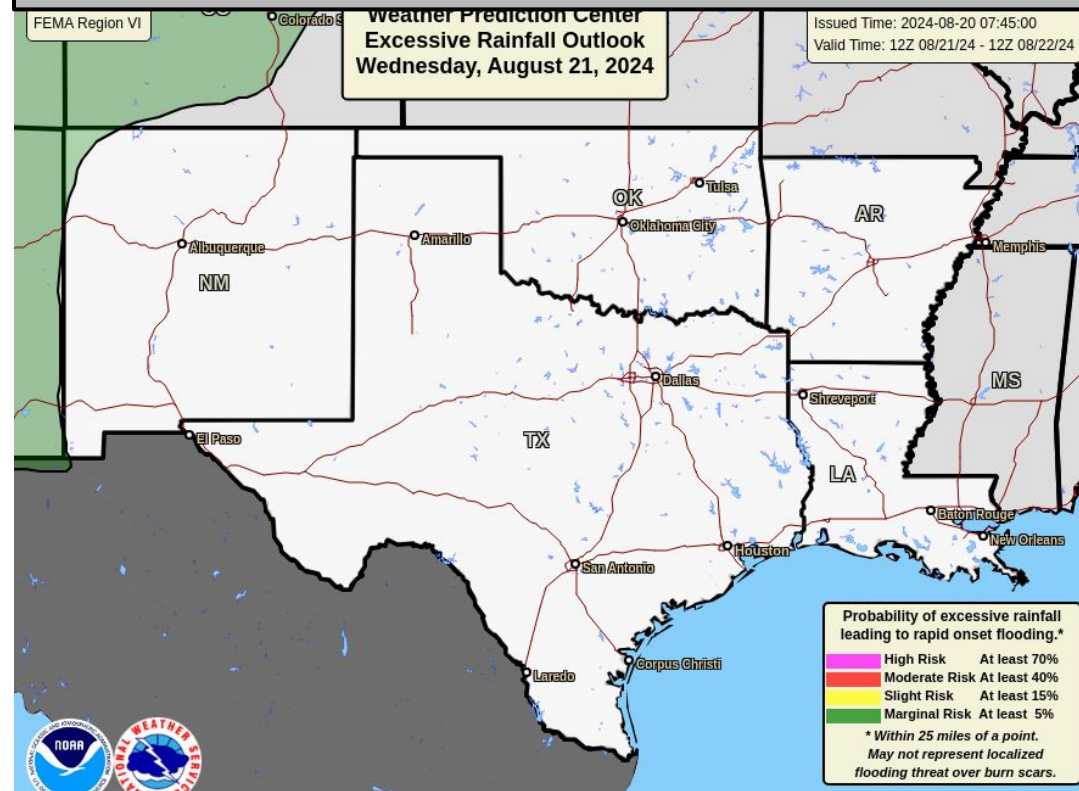 FEMA Region VI
Weather Prediction Center
Excessive Rainfall Outlook
Wednesday, August 21, 2024
Issued Time: 2024-08-20 07:45:00
Valid Time: 12Z 08/21/24 - 12Z 08/22/24
Colorado S
OK
Tulsa
Oklahoma City
AR
Albuquerque
Amarillo
Memphis
NM
Dallas
MS
Shreveport
El Paso
TX
LA
Baton Rouge
New Orleans
Houston
San Antonio
Corpus Christi
Laredo
Probability of excessive rainfall
leading to rapid onset flooding.*
High Risk At least 70%
Moderate Risk At least 40%
Slight Risk At least 15%
Marginal Risk At least 5%
* Within 25 miles of a point.
May not represent localized
flooding threat over burn scars.
NOAA